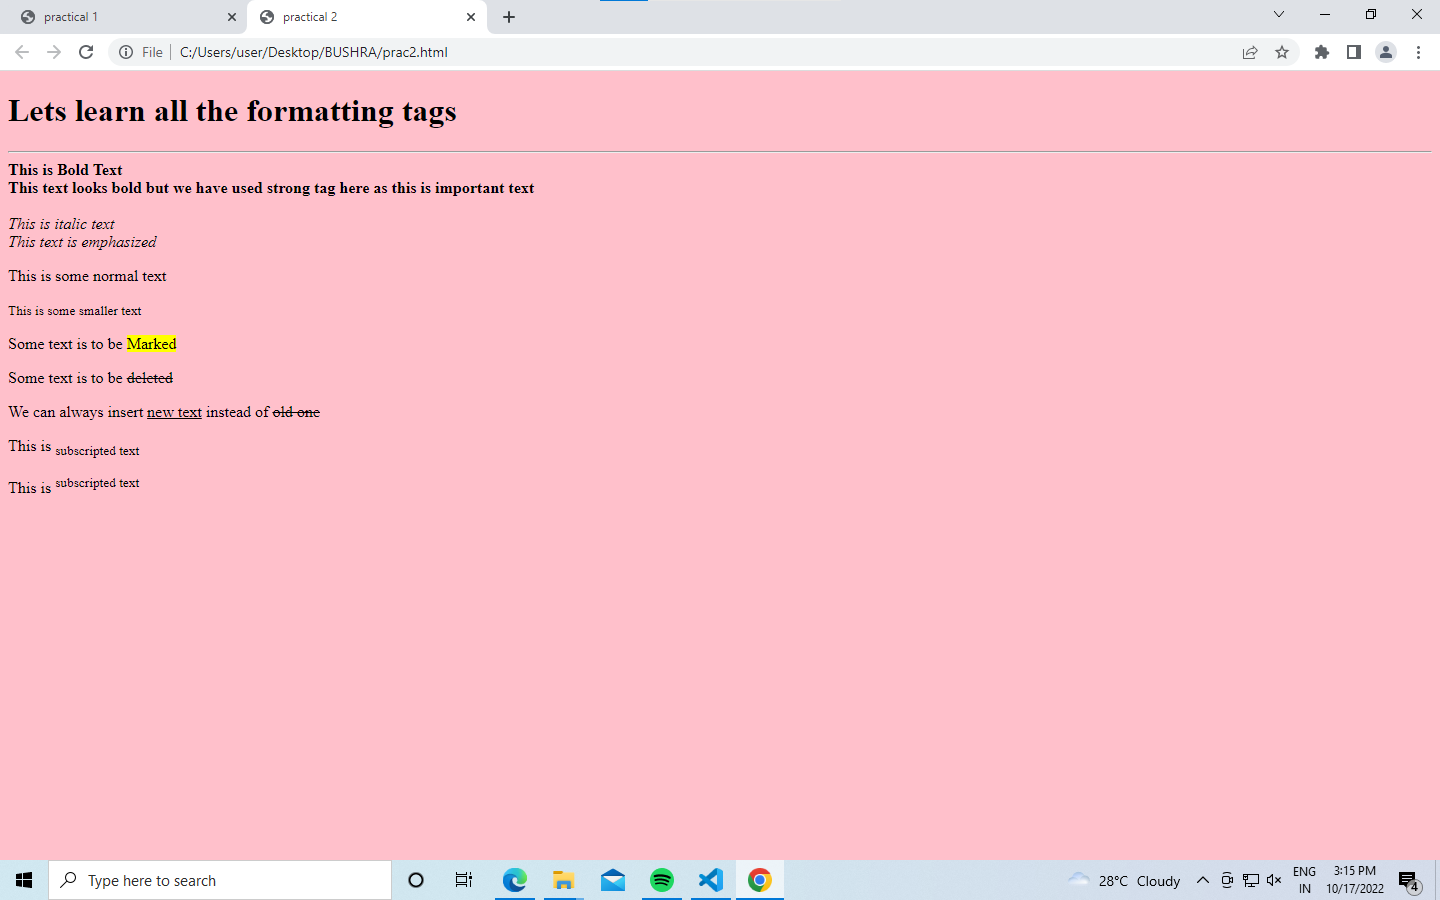 practical 1
practical 2
File
C:/Users/user/Desktop/BUSHRA/prac2.html
Lets learn all the formatting tags
This is Bold Text
This text looks bold but we have used strong tag here as this is important text
This is italic text
This text is emphasized
This is some normal text
This is some smaller text
Some text is to be Marked
Some text is to be deleted
We can always insert new text instead of old one
This is subscripted text
This is subscripted text
Type here to search
28°C Cloudy
ENG
IN
3:15 PM
10/17/2022
4